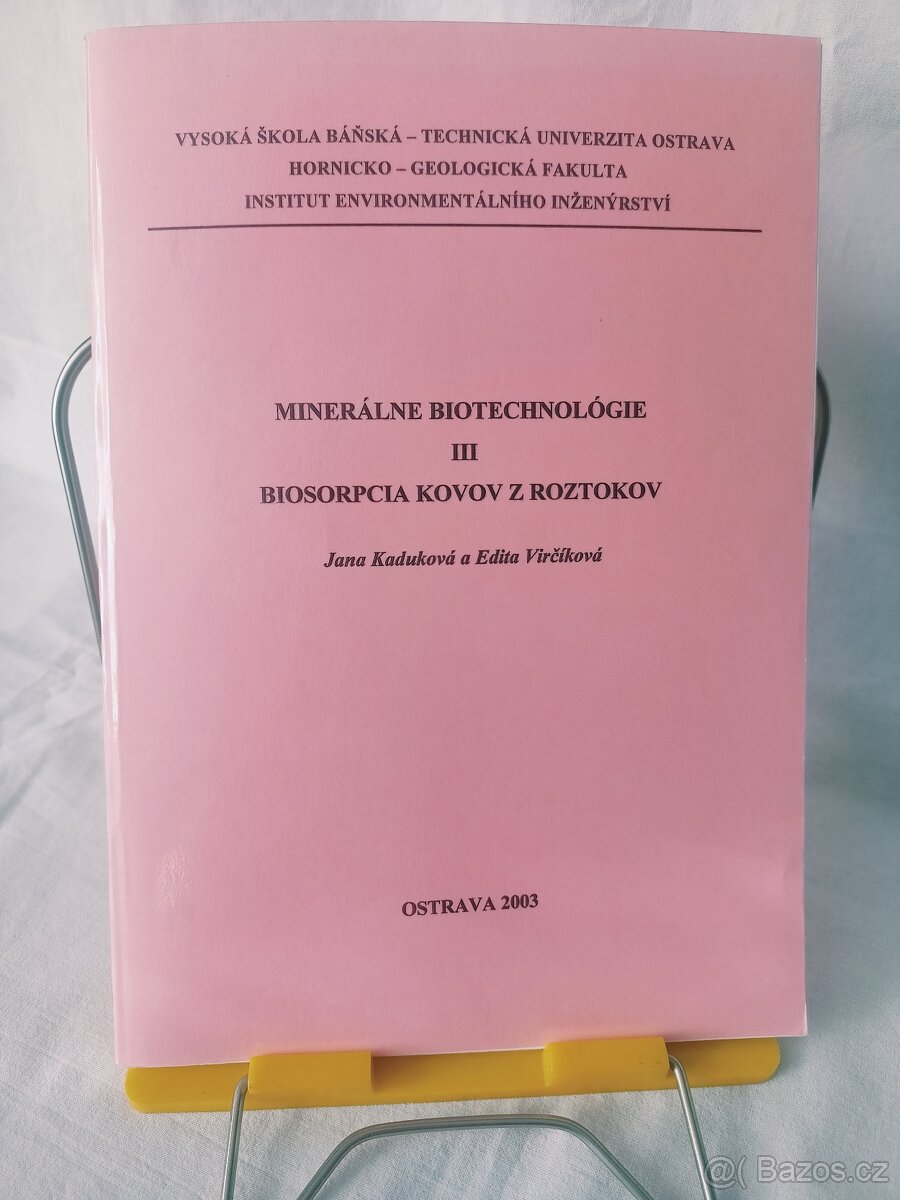 VYSOKÁ ŠKOLA BÁŇSKÁ – TECHNICKÁ UNIVERZITA OSTRAVA
HORNICKO – GEOLOGICKÁ FAKULTA
INSTITUT ENVIRONMENTÁLNÍHO INŽENÝRSTVÍ
MINERÁLNE BIOTECHNOLÓGIE
III
BIOSORPCIA KOVOV Z ROZTOKOV
Jana Kaduková a Edita Virčíková
OSTRAVA 2003
@( Bazos.cz